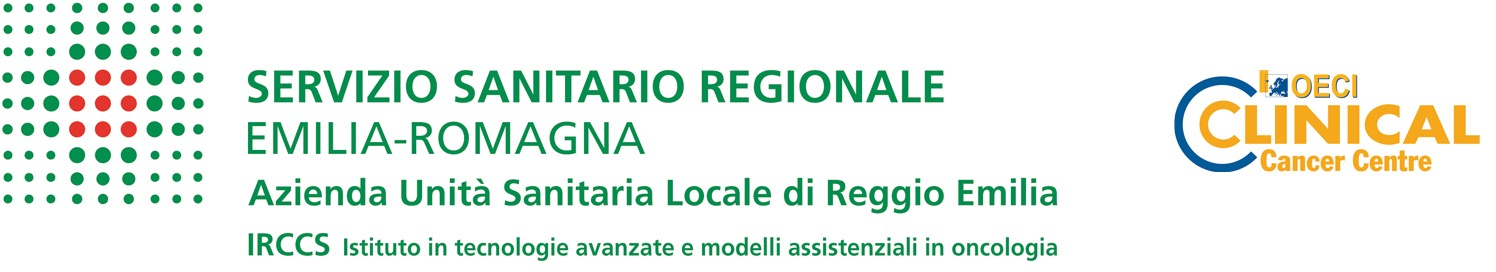 SERVIZIO SANITARIO REGIONALE
EMILIA-ROMAGNA
Azienda Unità Sanitaria Locale di Reggio Emilia
IRCCS Istituto in tecnologie avanzate e modelli assistenziali in oncologia
OECI
CLINICAL
Cancer Centre